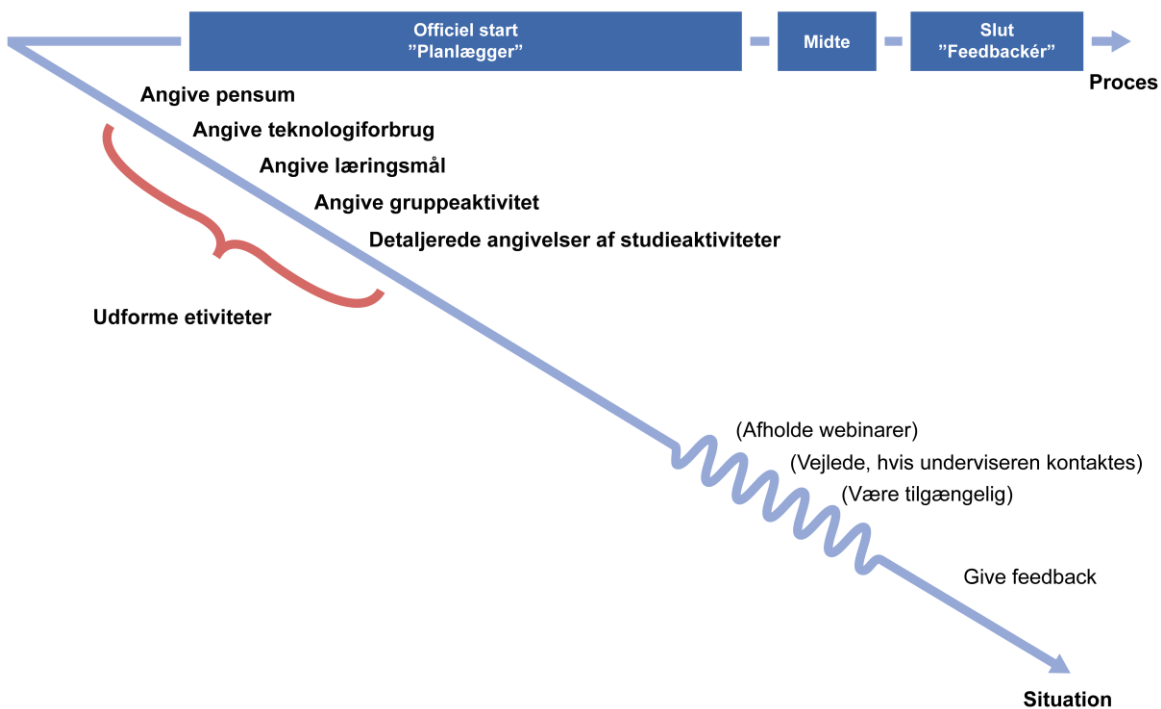 Officiel start
”Planlægger”
Midte
Slut
”Feedbackér”
Proces
Angive pensum
Angive teknologiforbrug
Angive læringsmål
Angive gruppeaktivitet
Detaljerede angivelser af studieaktiviteter
Udforme etiviteter
(Afholde webinarer)
(Vejlede, hvis underviseren kontaktes)
(Være tilgængelig)
Give feedback
Situation